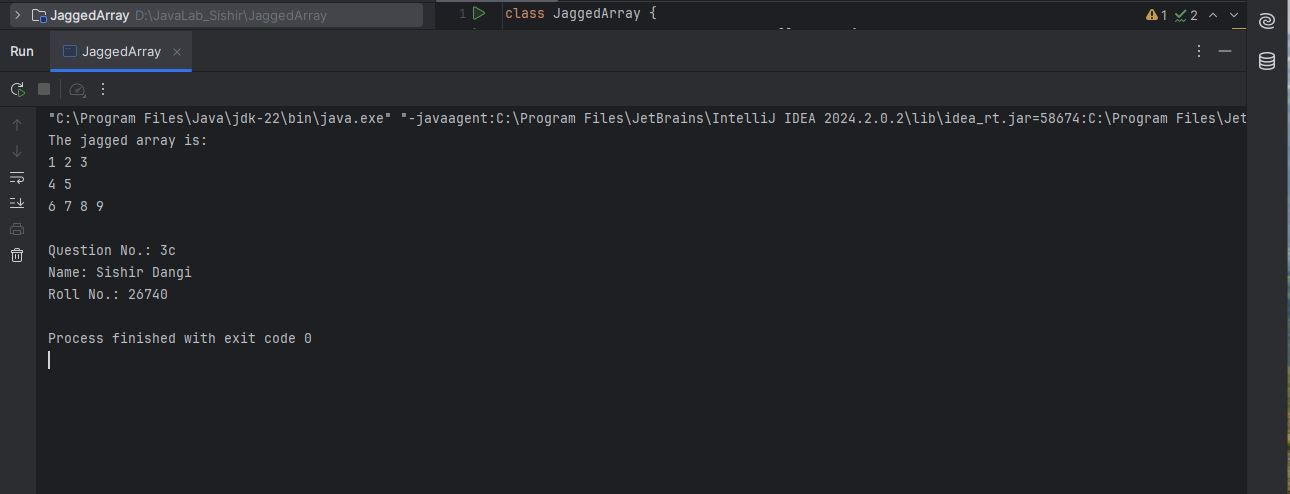 JaggedArray D:\JavaLab_Sishir\JaggedArray
1 class JaggedArray {
1 2
Run JaggedArray
"C:\Program Files\Java\jdk-22\bin\java.exe" "-javaagent:C:\Program Files\JetBrains\IntelliJ IDEA 2024.2.0.2\lib\idea_rt.jar=58674:C:\Program Files\Jet
The jagged array is:
1 2 3
4 5
6 7 8 9
Question No.: 3c
Name: Sishir Dangi
Roll No.: 26740
Process finished with exit code 0